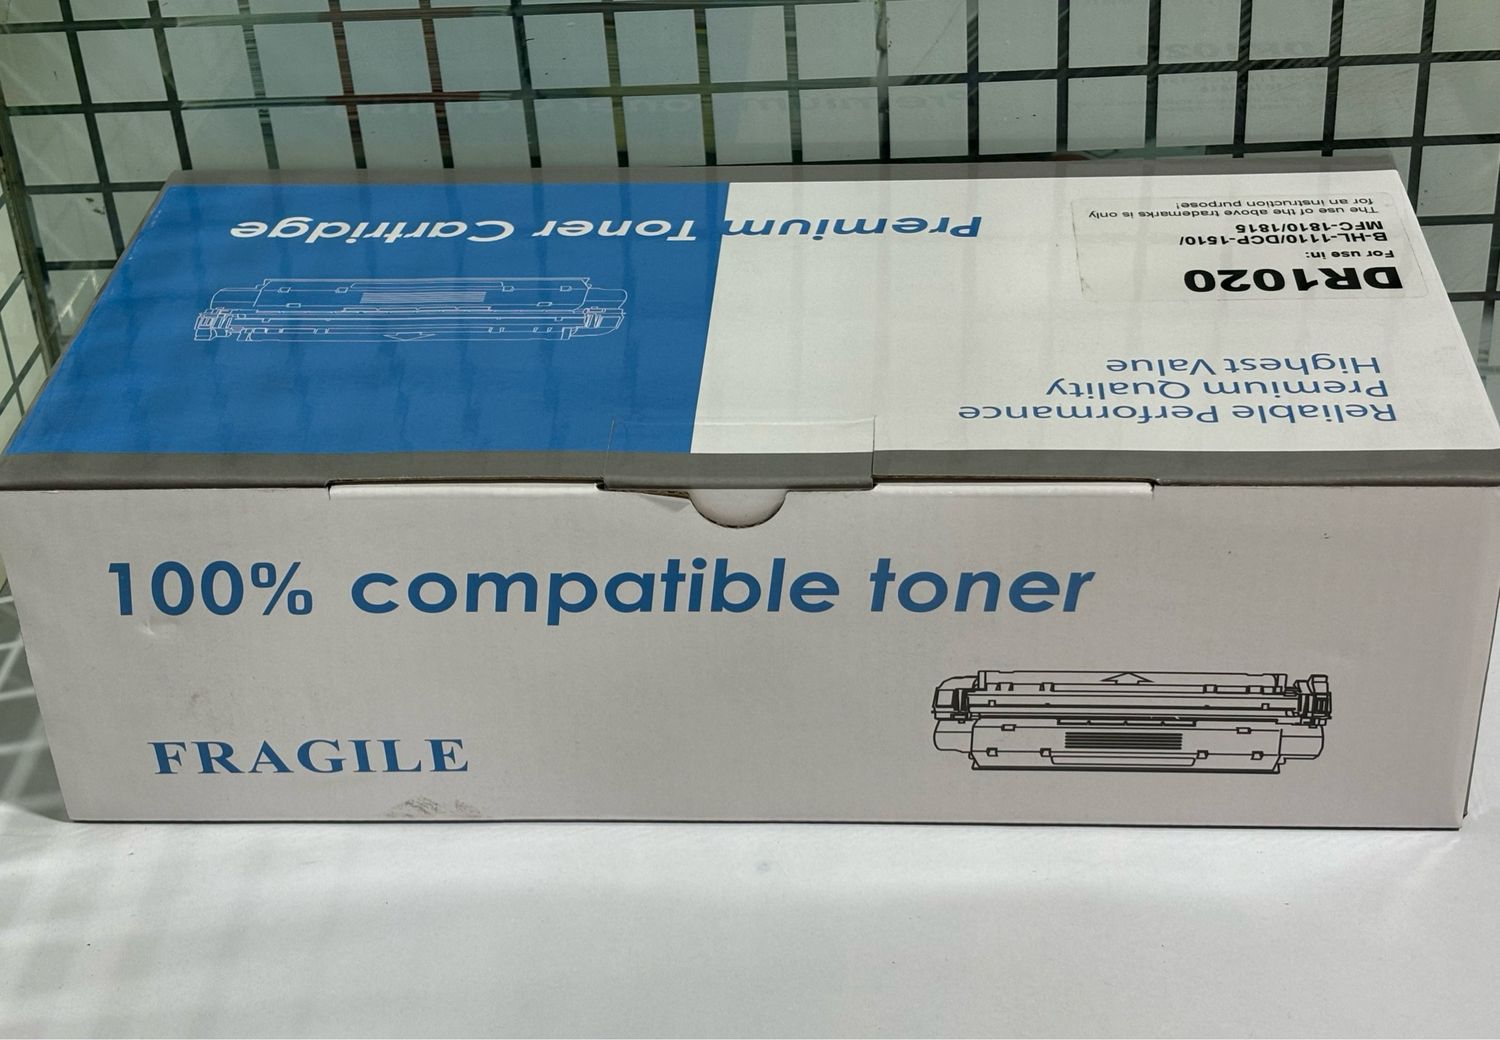 Premium Toner Cartridge
DR1020
For use in:
B-HL-1110/DCP-1510/
MFC-1810/1815
The use of the above trademarks is only
for an instruction purpose!
Reliable Performance
Premium Quality
Highest Value
100% compatible toner
FRAGILE